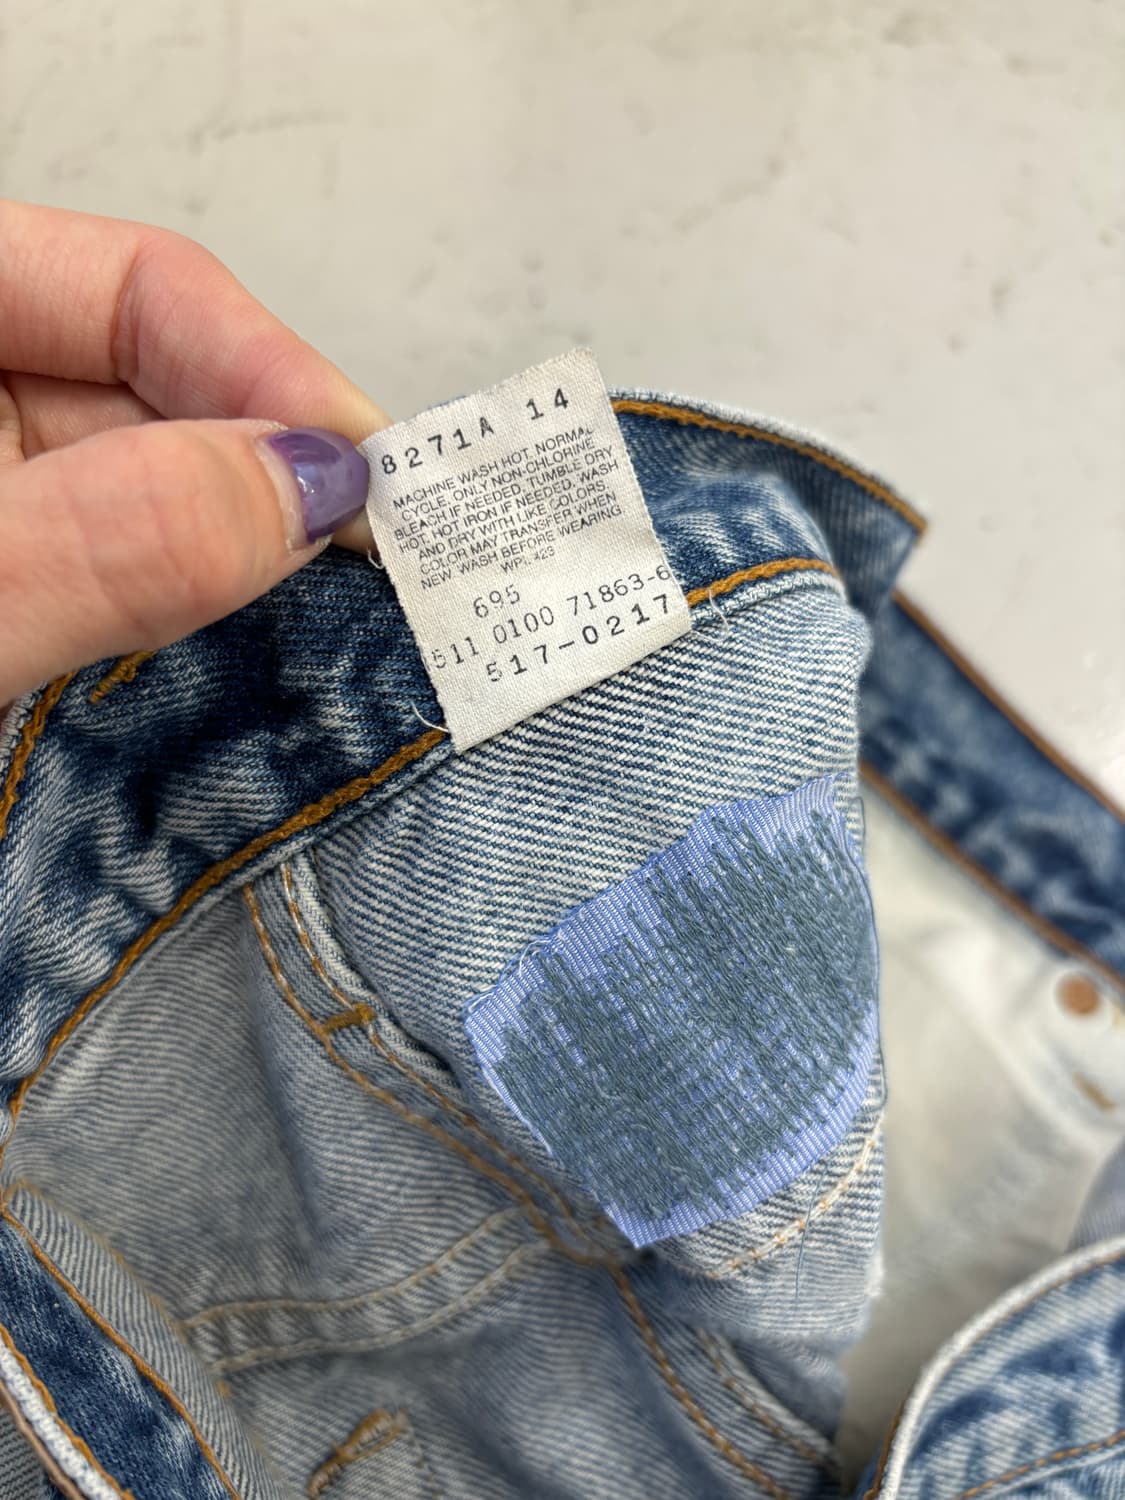 8271A 14
MACHINE WASH HOT, NORMAL
CYCLE. ONLY NON-CHLORINE
BLEACH IF NEEDED. TUMBLE DRY
HOT. HOT IRON IF NEEDED. WASH
AND DRY WITH LIKE COLORS.
COLOR MAY TRANSFER WHEN
NEW. WASH BEFORE WEARING
WPL 423
695
511 0100 71863-6
517-0217